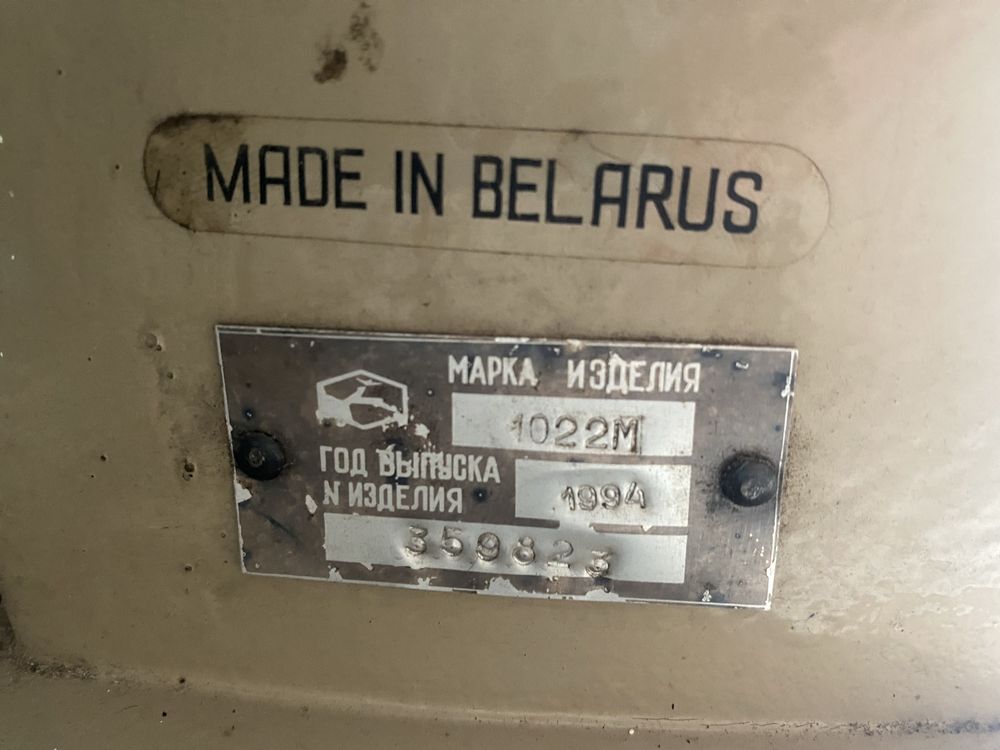 MADE IN BELARUS
МАРКА ИЗДЕЛИЯ
1022М
ГОД ВЫПУСКА
1994
N ИЗДЕЛИЯ
359823